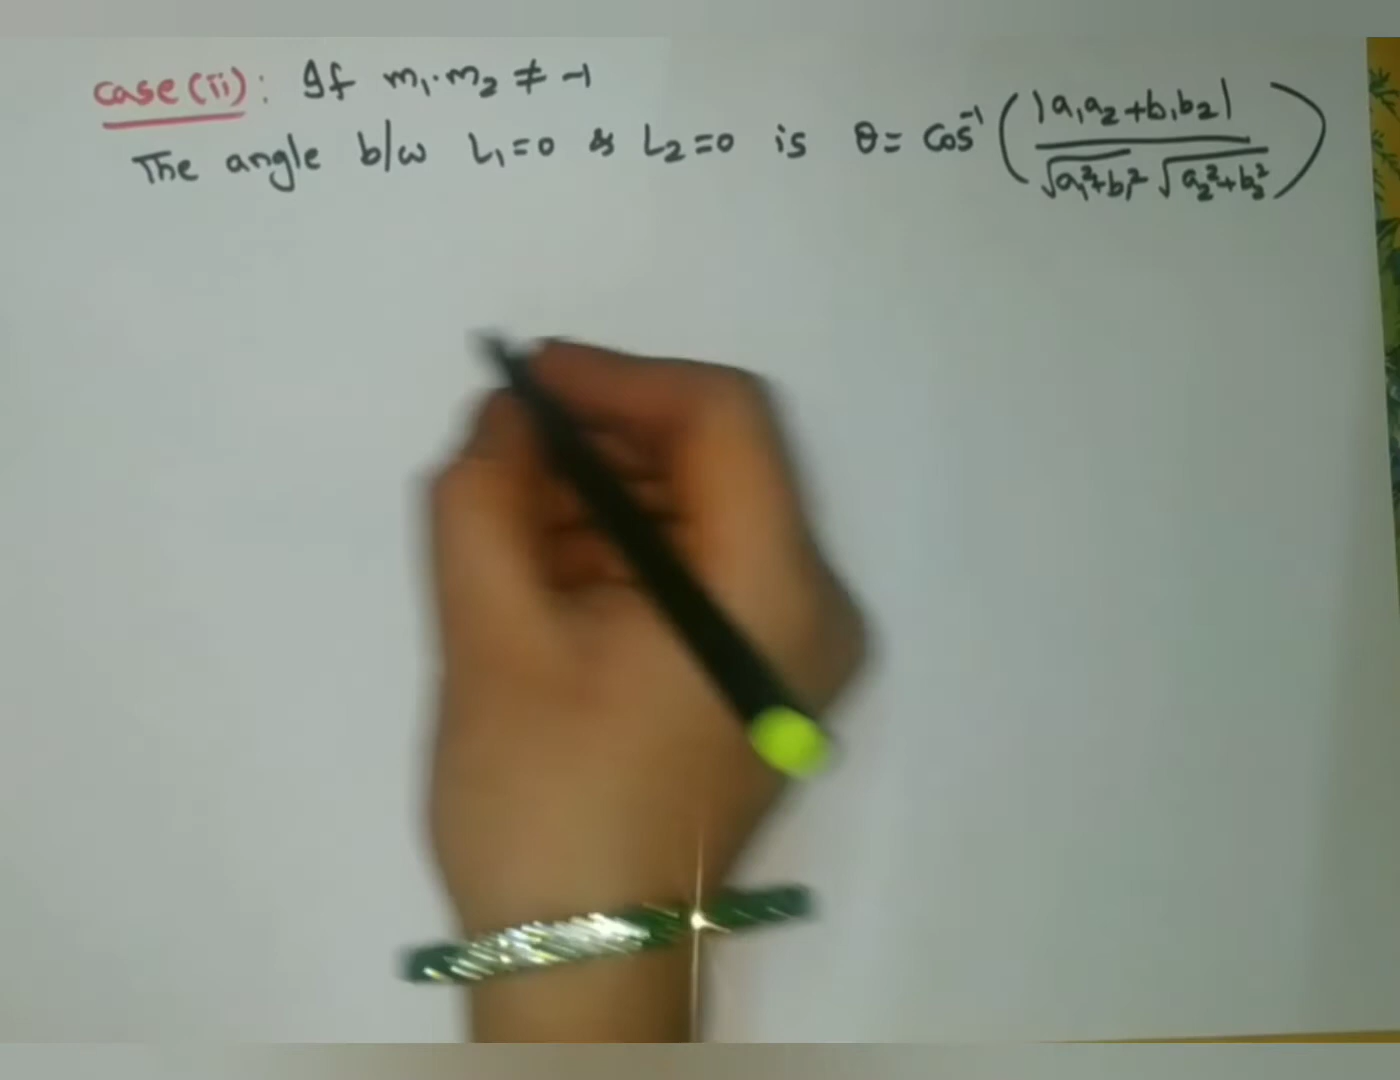 case(ii): If m₁·m₂ ≠ -1
The angle b/w L₁=0 & L₂=0 is θ= Cos⁻¹ (|a₁a₂+b₁b₂| / √a₁²+b₁² √a₂²+b₂²)